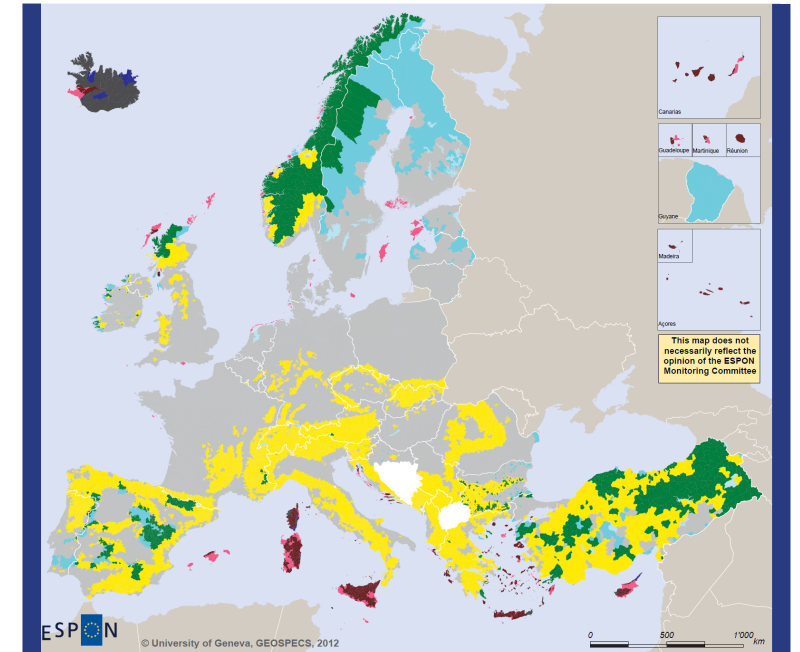 Canarias
Guadeloupe
Martinique
Réunion
Guyane
Madeira
Açores
This map does not
necessarily reflect the
opinion of the ESPON
Monitoring Committee
ESPON
© University of Geneva, GEOSPECS, 2012
0 500 1'000
km